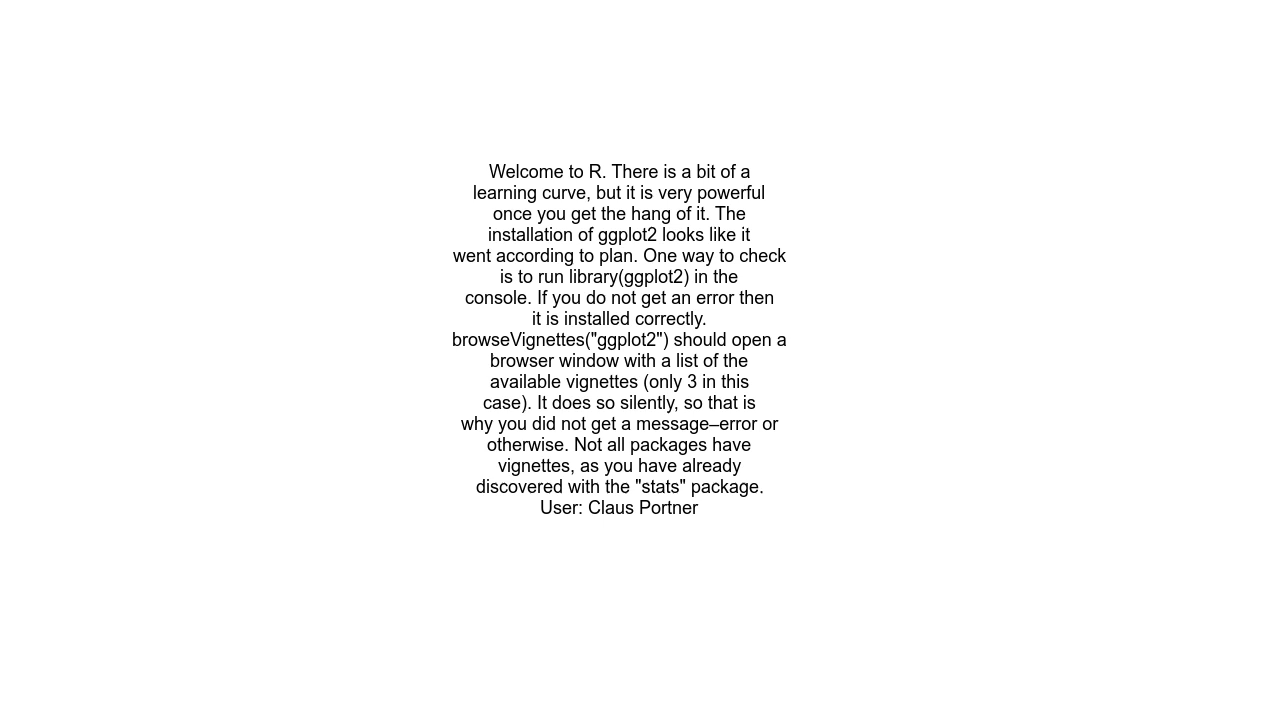 Welcome to R. There is a bit of a
learning curve, but it is very powerful
once you get the hang of it. The
installation of ggplot2 looks like it
went according to plan. One way to check
is to run library(ggplot2) in the
console. If you do not get an error then
it is installed correctly.
browseVignettes("ggplot2") should open a
browser window with a list of the
available vignettes (only 3 in this
case). It does so silently, so that is
why you did not get a message–error or
otherwise. Not all packages have
vignettes, as you have already
discovered with the "stats" package.
User: Claus Portner